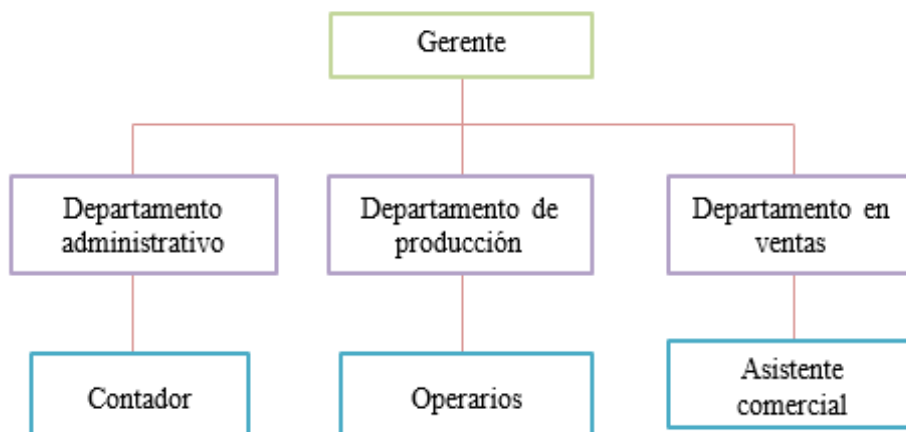 Gerente
Departamento
administrativo
Departamento de
producción
Departamento en
ventas
Contador
Operarios
Asistente
comercial